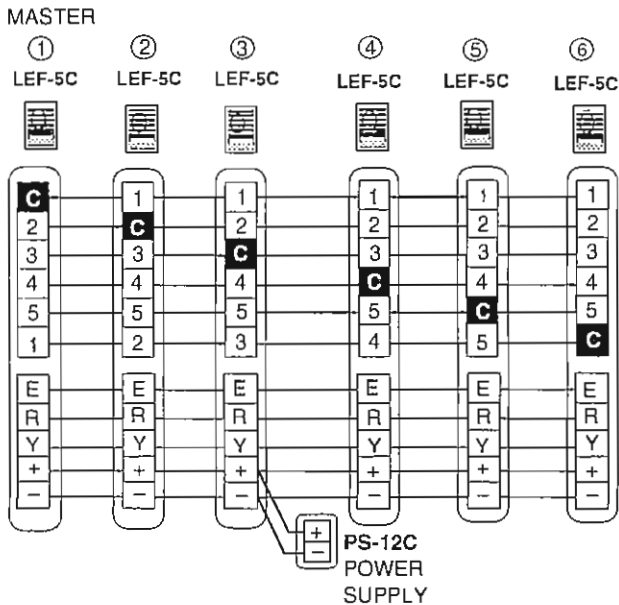 MASTER
① ② ③ ④ ⑤ ⑥
LEF-5C LEF-5C LEF-5C LEF-5C LEF-5C LEF-5C
C 1 1 1 1 1
2 C 2 2 2 2
3 3 C 3 3 3
4 4 4 C 4 4
5 5 5 5 C 5
1 2 3 4 5 C
E E E E E E
R R R R R R
Y Y Y Y Y Y
+ + + + + +
− − − − − −
+
− PS-12C
POWER
SUPPLY